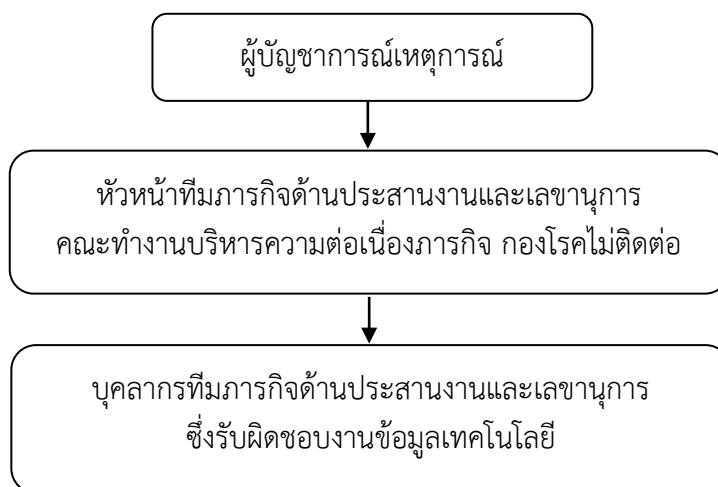 ผู้บัญชาการณ์เหตุการณ์
หัวหน้าทีมภารกิจด้านประสานงานและเลขานุการ
คณะทำงานบริหารความต่อเนื่องภารกิจ กองโรคไม่ติดต่อ
บุคลากรทีมภารกิจด้านประสานงานและเลขานุการ
ซึ่งรับผิดชอบงานข้อมูลเทคโนโลยี